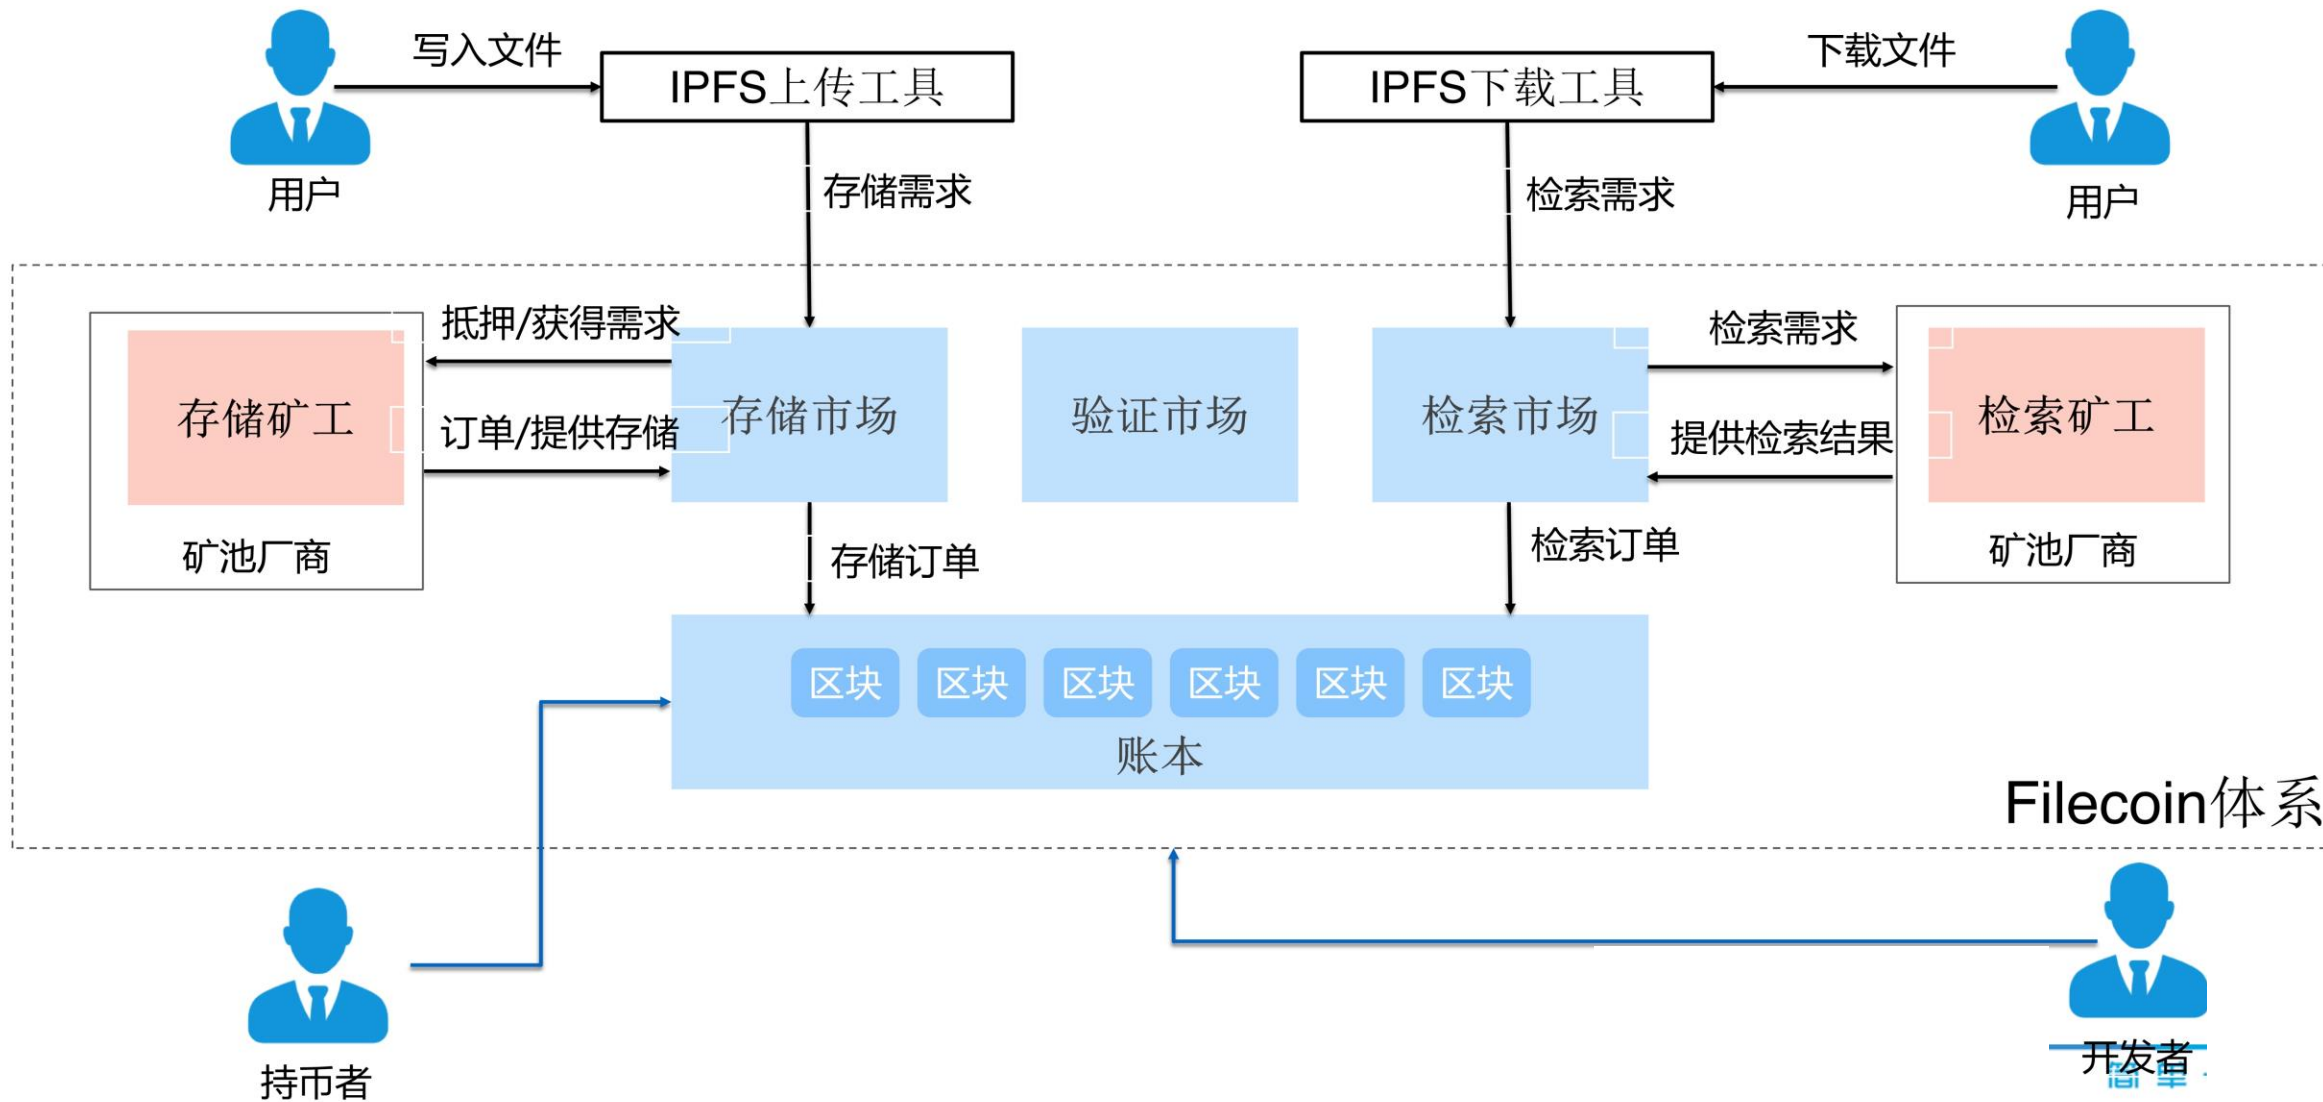 写入文件
IPFS上传工具
IPFS下载工具
下载文件
用户
存储需求
检索需求
用户
抵押/获得需求
检索需求
存储矿工
订单/提供存储
存储市场
验证市场
检索市场
提供检索结果
检索矿工
矿池厂商
存储订单
检索订单
矿池厂商
区块 区块 区块 区块 区块 区块
账本
Filecoin体系
持币者
开发者